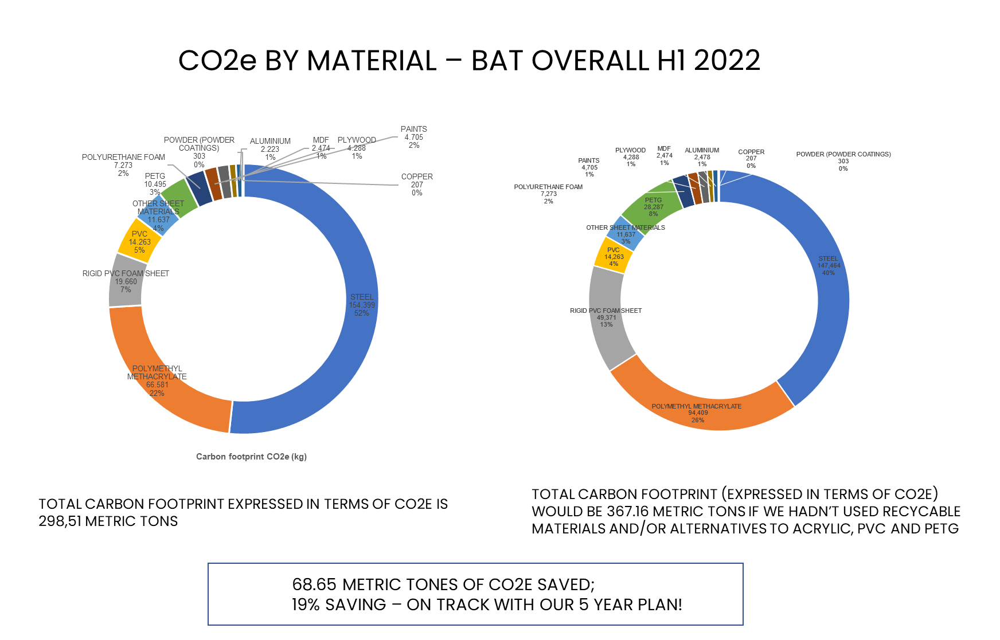 CO2e BY MATERIAL – BAT OVERALL H1 2022
PAINTS
4.705
2%
POWDER (POWDER
COATINGS)
303
0%
ALUMINIUM
2.223
1%
MDF
2.474
1%
PLYWOOD
4.288
1%
POLYURETHANE FOAM
7.273
2%
PETG
10.495
3%
COPPER
207
0%
OTHER SHEET
MATERIALS
11.637
4%
PVC
14.263
5%
RIGID PVC FOAM SHEET
19.660
7%
STEEL
154.399
52%
POLYMETHYL
METHACRYLATE
66.581
22%
Carbon footprint CO2e (kg)
TOTAL CARBON FOOTPRINT EXPRESSED IN TERMS OF CO2E IS
298,51 METRIC TONS
PLYWOOD
4,288
1%
MDF
2,474
1%
ALUMINIUM
2,478
1%
COPPER
207
0%
POWDER (POWDER COATINGS)
303
0%
PAINTS
4,705
1%
POLYURETHANE FOAM
7,273
2%
PETG
28,287
8%
OTHER SHEET MATERIALS
11,637
3%
PVC
14,263
4%
STEEL
147,464
40%
RIGID PVC FOAM SHEET
49,371
13%
POLYMETHYL METHACRYLATE
94,409
26%
TOTAL CARBON FOOTPRINT (EXPRESSED IN TERMS OF CO2E)
WOULD BE 367.16 METRIC TONS IF WE HADN’T USED RECYCABLE
MATERIALS AND/OR ALTERNATIVES TO ACRYLIC, PVC AND PETG
68.65 METRIC TONES OF CO2E SAVED;
19% SAVING – ON TRACK WITH OUR 5 YEAR PLAN!